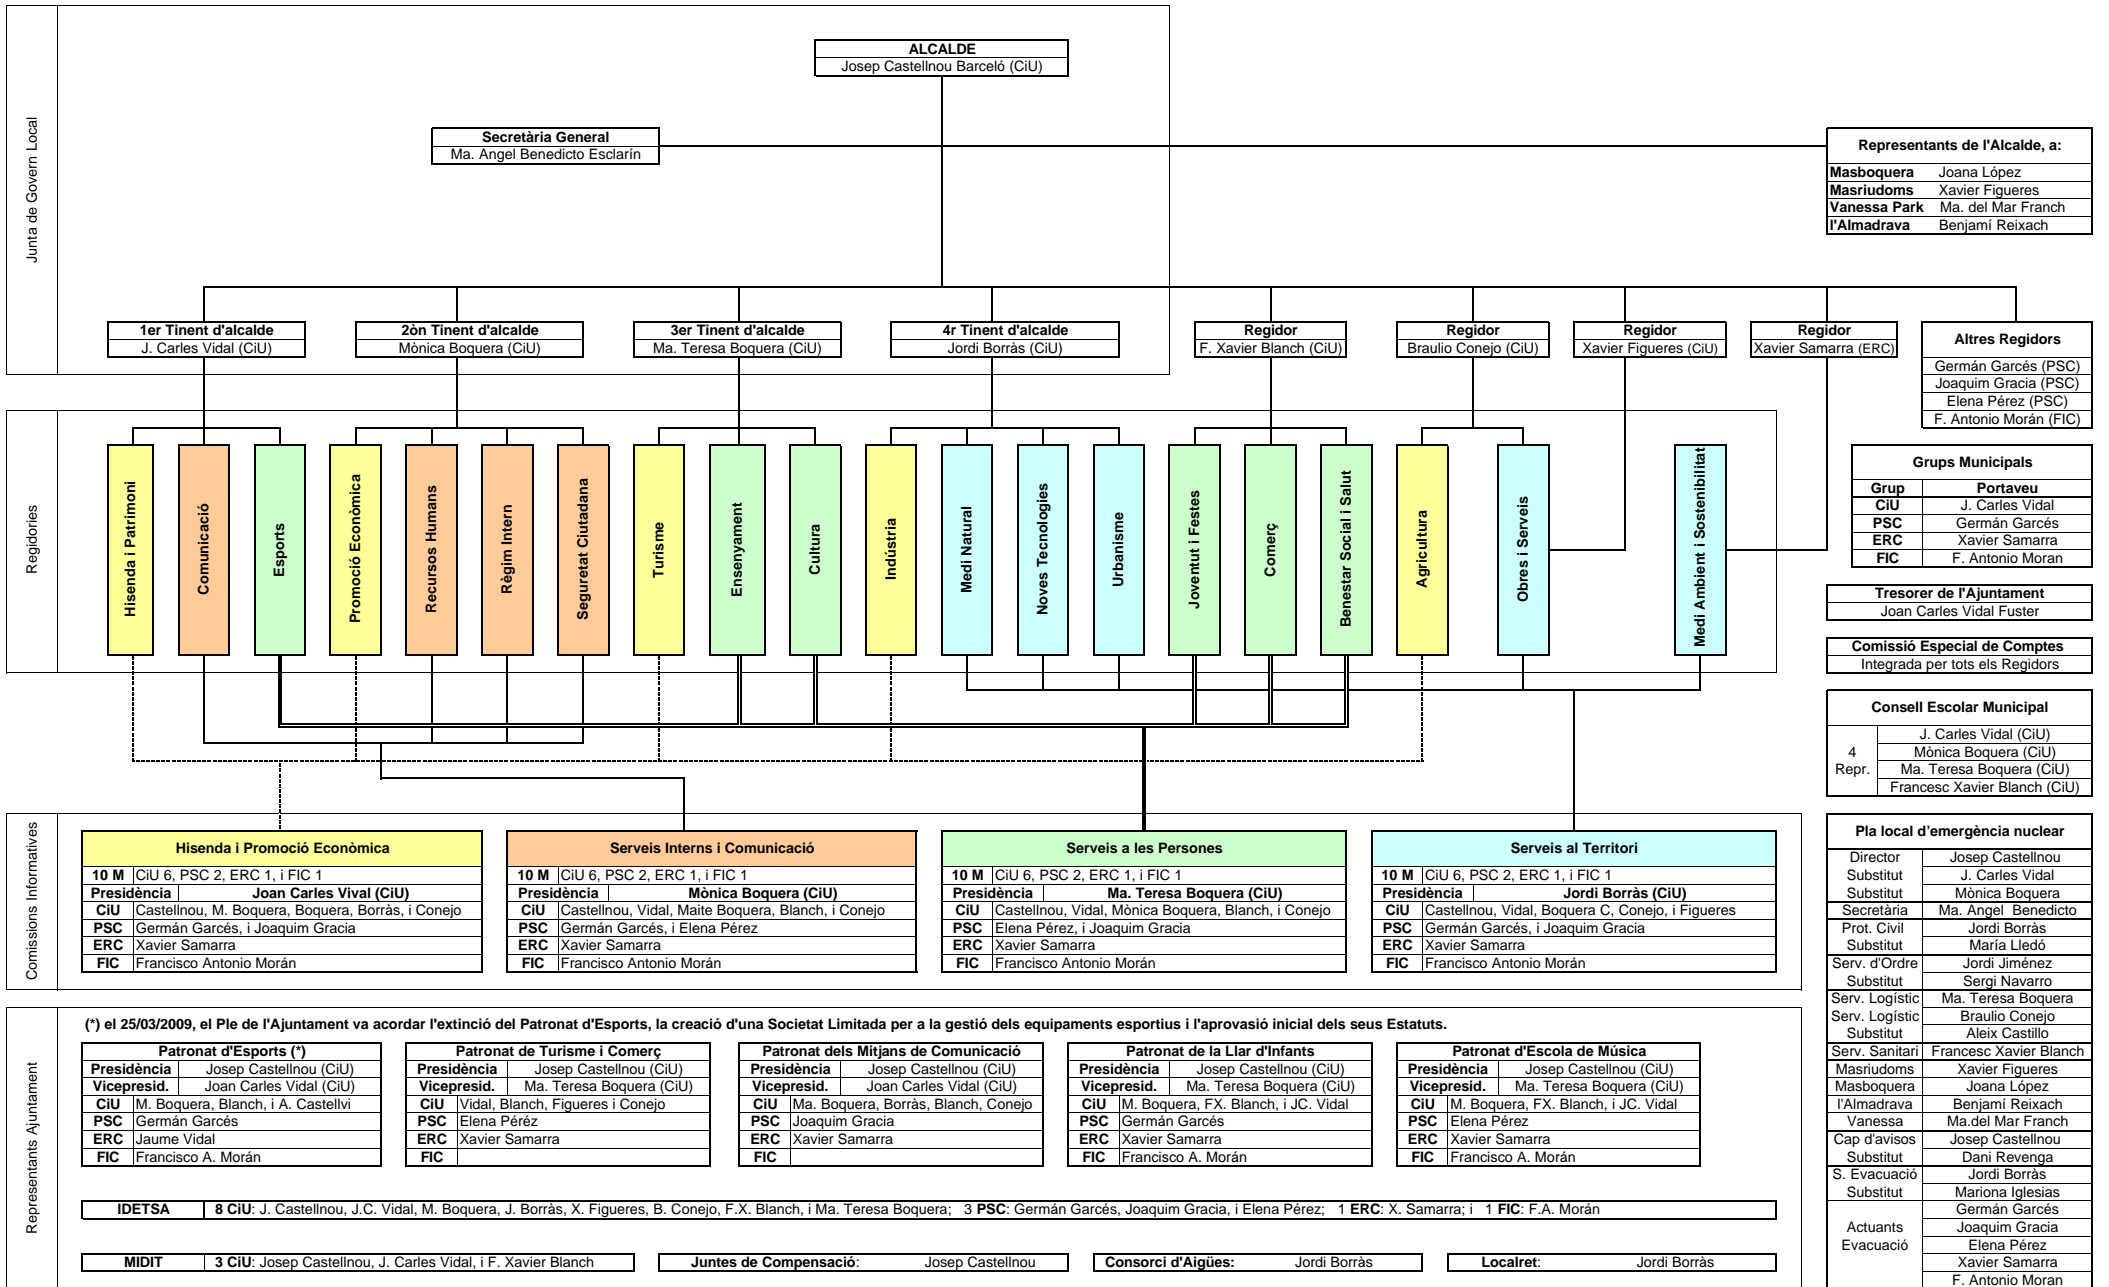 Junta de Govern Local
ALCALDE
Josep Castellnou Barceló (CiU)
Secretària General
Ma. Angel Benedicto Esclarín
Representants de l'Alcalde, a:
Masboquera Joana López
Masriudoms Xavier Figueres
Vanessa Park Ma. del Mar Franch
l'Almadrava Benjamí Reixach
1er Tinent d'alcalde
J. Carles Vidal (CiU)
2òn Tinent d'alcalde
Mònica Boquera (CiU)
3er Tinent d'alcalde
Ma. Teresa Boquera (CiU)
4r Tinent d'alcalde
Jordi Borràs (CiU)
Regidor
F. Xavier Blanch (CiU)
Regidor
Braulio Conejo (CiU)
Regidor
Xavier Figueres (CiU)
Regidor
Xavier Samarra (ERC)
Altres Regidors
Germán Garcés (PSC)
Joaquim Gracia (PSC)
Elena Pérez (PSC)
F. Antonio Morán (FIC)
Regidories
Hisenda i Patrimoni
Comunicació
Esports
Promoció Econòmica
Recursos Humans
Règim Intern
Seguretat Ciutadana
Turisme
Ensenyament
Cultura
Indústria
Medi Natural
Noves Tecnologies
Urbanisme
Joventut i Festes
Comerç
Benestar Social i Salut
Agricultura
Obres i Serveis
Medi Ambient i Sostenibilitat
Grups Municipals
Grup Portaveu
CiU J. Carles Vidal
PSC Germán Garcés
ERC Xavier Samarra
FIC F. Antonio Moran
Tresorer de l'Ajuntament
Joan Carles Vidal Fuster
Comissió Especial de Comptes
Integrada per tots els Regidors
Consell Escolar Municipal
4 Repr.
J. Carles Vidal (CiU)
Mònica Boquera (CiU)
Ma. Teresa Boquera (CiU)
Francesc Xavier Blanch (CiU)
Comissions Informatives
Hisenda i Promoció Econòmica
10 M CiU 6, PSC 2, ERC 1, i FIC 1
Presidència Joan Carles Vival (CiU)
CiU Castellnou, M. Boquera, Boquera, Borràs, i Conejo
PSC Germán Garcés, i Joaquim Gracia
ERC Xavier Samarra
FIC Francisco Antonio Morán
Serveis Interns i Comunicació
10 M CiU 6, PSC 2, ERC 1, i FIC 1
Presidència Mònica Boquera (CiU)
CiU Castellnou, Vidal, Maite Boquera, Blanch, i Conejo
PSC Germán Garcés, i Elena Pérez
ERC Xavier Samarra
FIC Francisco Antonio Morán
Serveis a les Persones
10 M CiU 6, PSC 2, ERC 1, i FIC 1
Presidència Ma. Teresa Boquera (CiU)
CiU Castellnou, Vidal, Mònica Boquera, Blanch, i Conejo
PSC Elena Pérez, i Joaquim Gracia
ERC Xavier Samarra
FIC Francisco Antonio Morán
Serveis al Territori
10 M CiU 6, PSC 2, ERC 1, i FIC 1
Presidència Jordi Borràs (CiU)
CiU Castellnou, Vidal, Boquera C, Conejo, i Figueres
PSC Germán Garcés, i Joaquim Gracia
ERC Xavier Samarra
FIC Francisco Antonio Morán
Pla local d'emergència nuclear
Director Josep Castellnou
Substitut J. Carles Vidal
Substitut Mònica Boquera
Secretària Ma. Angel Benedicto
Prot. Civil Jordi Borràs
Substitut María Lledó
Serv. d'Ordre Jordi Jiménez
Substitut Sergi Navarro
Serv. Logístic Ma. Teresa Boquera
Serv. Logístic Braulio Conejo
Substitut Aleix Castillo
Serv. Sanitari Francesc Xavier Blanch
Masriudoms Xavier Figueres
Masboquera Joana López
l'Almadrava Benjamí Reixach
Vanessa Ma.del Mar Franch
Cap d'avisos Josep Castellnou
Substitut Dani Revenga
S. Evacuació Jordi Borràs
Substitut Mariona Iglesias
Actuants Evacuació
Germán Garcés
Joaquim Gracia
Elena Pérez
Xavier Samarra
F. Antonio Moran
Representants Ajuntament
(*) el 25/03/2009, el Ple de l'Ajuntament va acordar l'extinció del Patronat d'Esports, la creació d'una Societat Limitada per a la gestió dels equipaments esportius i l'aprovasió inicial dels seus Estatuts.
Patronat d'Esports (*)
Presidència Josep Castellnou (CiU)
Vicepresid. Joan Carles Vidal (CiU)
CiU M. Boquera, Blanch, i A. Castellvi
PSC Germán Garcés
ERC Jaume Vidal
FIC Francisco A. Morán
Patronat de Turisme i Comerç
Presidència Josep Castellnou (CiU)
Vicepresid. Ma. Teresa Boquera (CiU)
CiU Vidal, Blanch, Figueres i Conejo
PSC Elena Péréz
ERC Xavier Samarra
FIC
Patronat dels Mitjans de Comunicació
Presidència Josep Castellnou (CiU)
Vicepresid. Joan Carles Vidal (CiU)
CiU Ma. Boquera, Borràs, Blanch, Conejo
PSC Joaquim Gracia
ERC Xavier Samarra
FIC
Patronat de la Llar d'Infants
Presidència Josep Castellnou (CiU)
Vicepresid. Ma. Teresa Boquera (CiU)
CiU M. Boquera, FX. Blanch, i JC. Vidal
PSC Germán Garcés
ERC Xavier Samarra
FIC Francisco A. Morán
Patronat d'Escola de Música
Presidència Josep Castellnou (CiU)
Vicepresid. Ma. Teresa Boquera (CiU)
CiU M. Boquera, FX. Blanch, i JC. Vidal
PSC Elena Pérez
ERC Xavier Samarra
FIC Francisco A. Morán
IDETSA 8 CiU: J. Castellnou, J.C. Vidal, M. Boquera, J. Borràs, X. Figueres, B. Conejo, F.X. Blanch, i Ma. Teresa Boquera; 3 PSC: Germán Garcés, Joaquim Gracia, i Elena Pérez; 1 ERC: X. Samarra; i 1 FIC: F.A. Morán
MIDIT 3 CiU: Josep Castellnou, J. Carles Vidal, i F. Xavier Blanch
Juntes de Compensació: Josep Castellnou
Consorci d'Aigües: Jordi Borràs
Localret: Jordi Borràs